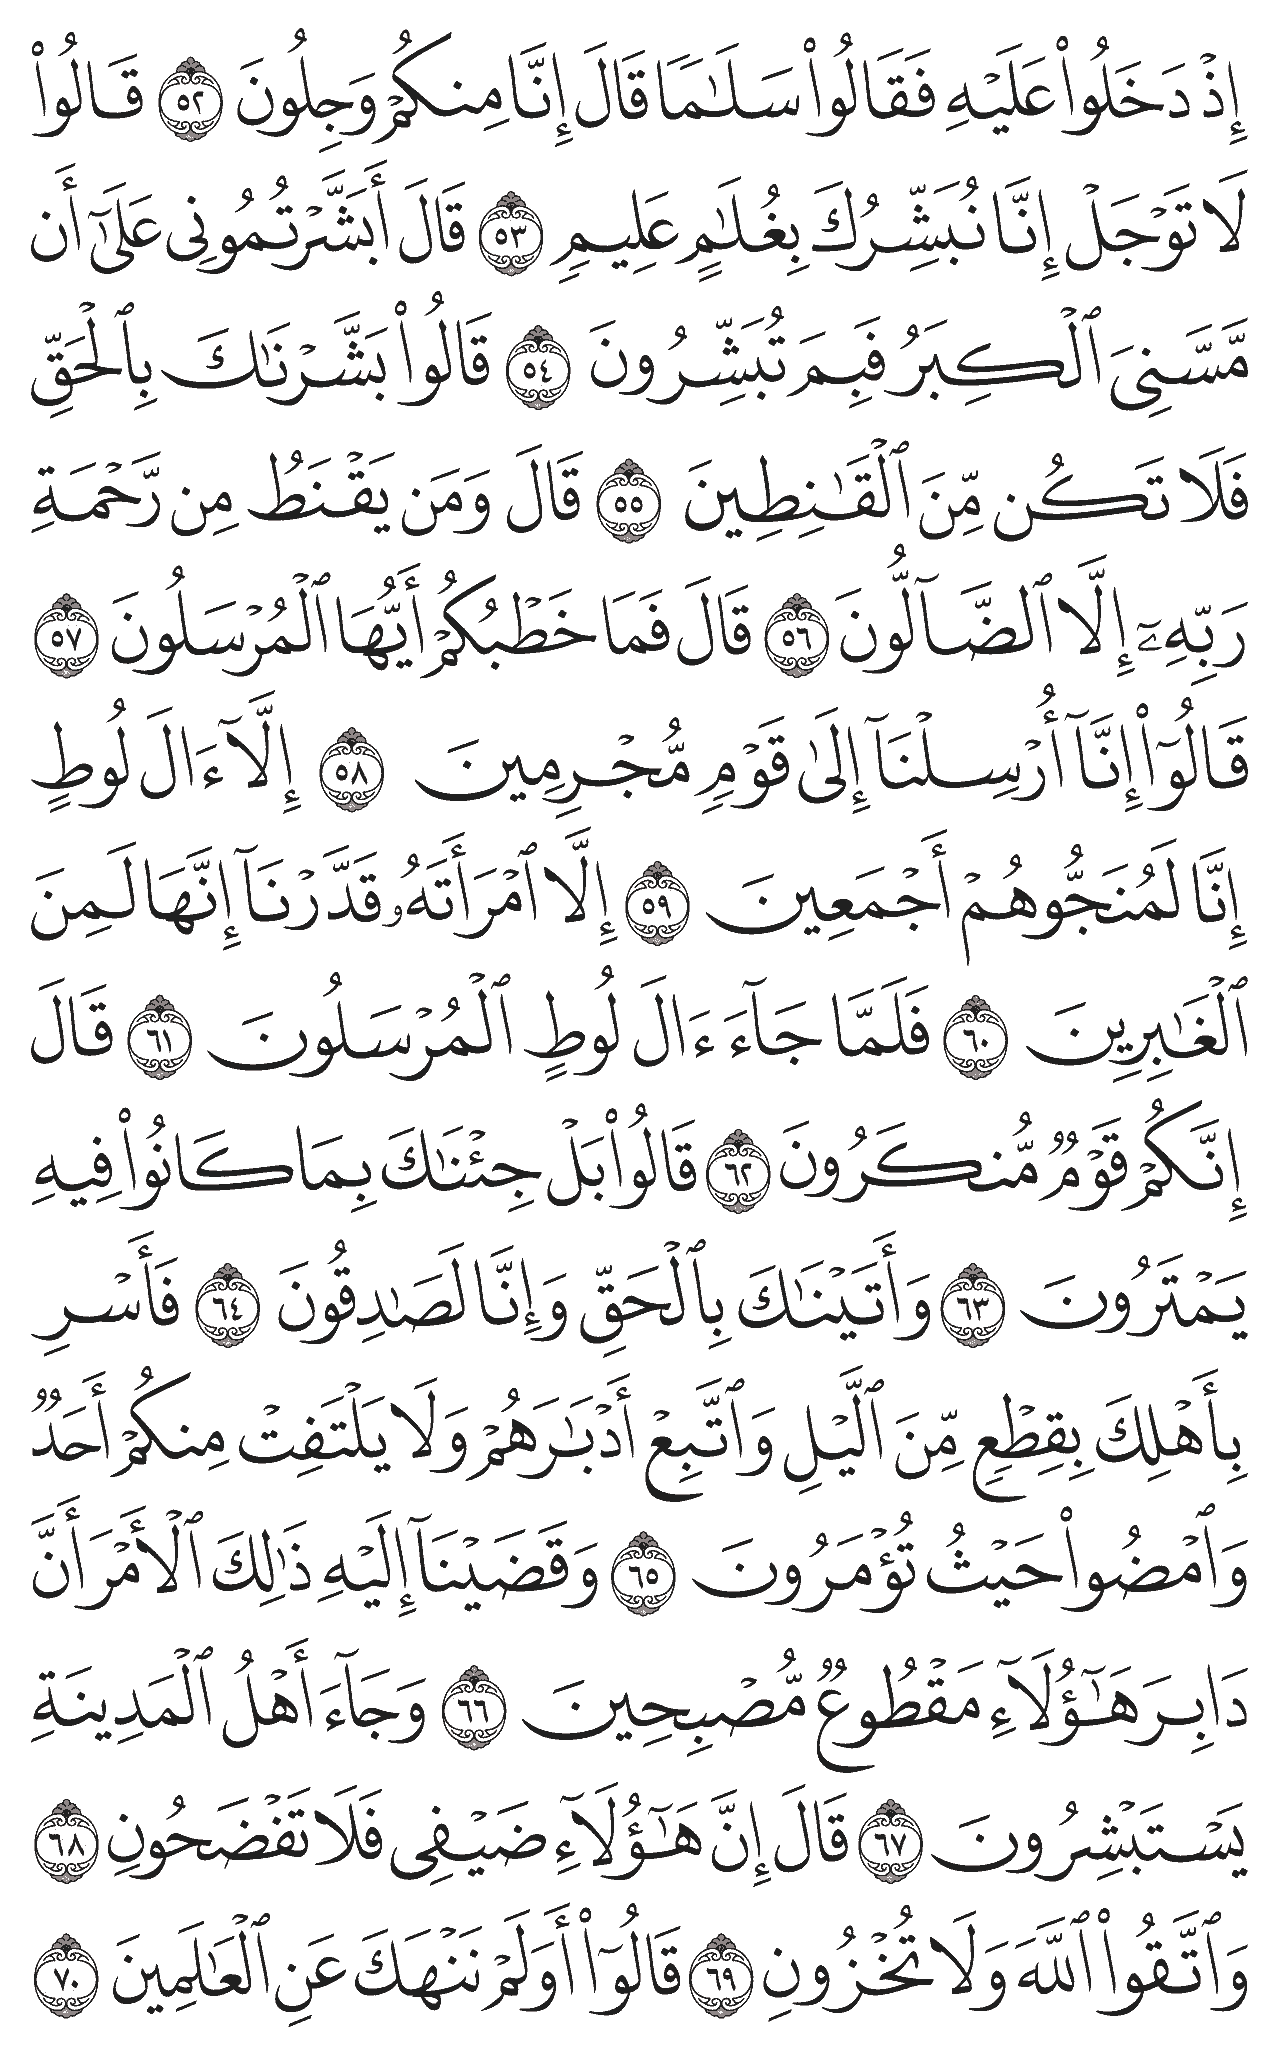 إِذْ دَخَلُوا۟ عَلَيْهِ فَقَالُوا۟ سَلَـٰمًا قَالَ إِنَّا مِنكُمْ وَجِلُونَ ٥٢ قَالُوا۟
لَا تَوْجَلْ إِنَّا نُبَشِّرُكَ بِغُلَـٰمٍ عَلِيمٍ ٥٣ قَالَ أَبَشَّرْتُمُونِى عَلَىٰٓ أَن
مَّسَّنِىَ ٱلْكِبَرُ فَبِمَ تُبَشِّرُونَ ٥٤ قَالُوا۟ بَشَّرْنَـٰكَ بِٱلْحَقِّ
فَلَا تَكُن مِّنَ ٱلْقَـٰنِطِينَ ٥٥ قَالَ وَمَن يَقْنَطُ مِن رَّحْمَةِ
رَبِّهِۦٓ إِلَّا ٱلضَّآلُّونَ ٥٦ قَالَ فَمَا خَطْبُكُمْ أَيُّهَا ٱلْمُرْسَلُونَ ٥٧
قَالُوٓا۟ إِنَّآ أُرْسِلْنَآ إِلَىٰ قَوْمٍ مُّجْرِمِينَ ٥٨ إِلَّآ ءَالَ لُوطٍ
إِنَّا لَمُنَجُّوهُمْ أَجْمَعِينَ ٥٩ إِلَّا ٱمْرَأَتَهُۥ قَدَّرْنَآ إِنَّهَا لَمِنَ
ٱلْغَـٰبِرِينَ ٦٠ فَلَمَّا جَآءَ ءَالَ لُوطٍ ٱلْمُرْسَلُونَ ٦١ قَالَ
إِنَّكُمْ قَوْمٌ مُّنكَرُونَ ٦٢ قَالُوا۟ بَلْ جِئْنَـٰكَ بِمَا كَانُوا۟ فِيهِ
يَمْتَرُونَ ٦٣ وَأَتَيْنَـٰكَ بِٱلْحَقِّ وَإِنَّا لَصَـٰدِقُونَ ٦٤ فَأَسْرِ
بِأَهْلِكَ بِقِطْعٍ مِّنَ ٱلَّيْلِ وَٱتَّبِعْ أَدْبَـٰرَهُمْ وَلَا يَلْتَفِتْ مِنكُمْ أَحَدٌ
وَٱمْضُوا۟ حَيْثُ تُؤْمَرُونَ ٦٥ وَقَضَيْنَآ إِلَيْهِ ذَٰلِكَ ٱلْأَمْرَ أَنَّ
دَابِرَ هَـٰٓؤُلَآءِ مَقْطُوعٌ مُّصْبِحِينَ ٦٦ وَجَآءَ أَهْلُ ٱلْمَدِينَةِ
يَسْتَبْشِرُونَ ٦٧ قَالَ إِنَّ هَـٰٓؤُلَآءِ ضَيْفِى فَلَا تَفْضَحُونِ ٦٨
وَٱتَّقُوا۟ ٱللَّهَ وَلَا تُخْزُونِ ٦٩ قَالُوٓا۟ أَوَلَمْ نَنْهَكَ عَنِ ٱلْعَـٰلَمِينَ ٧٠